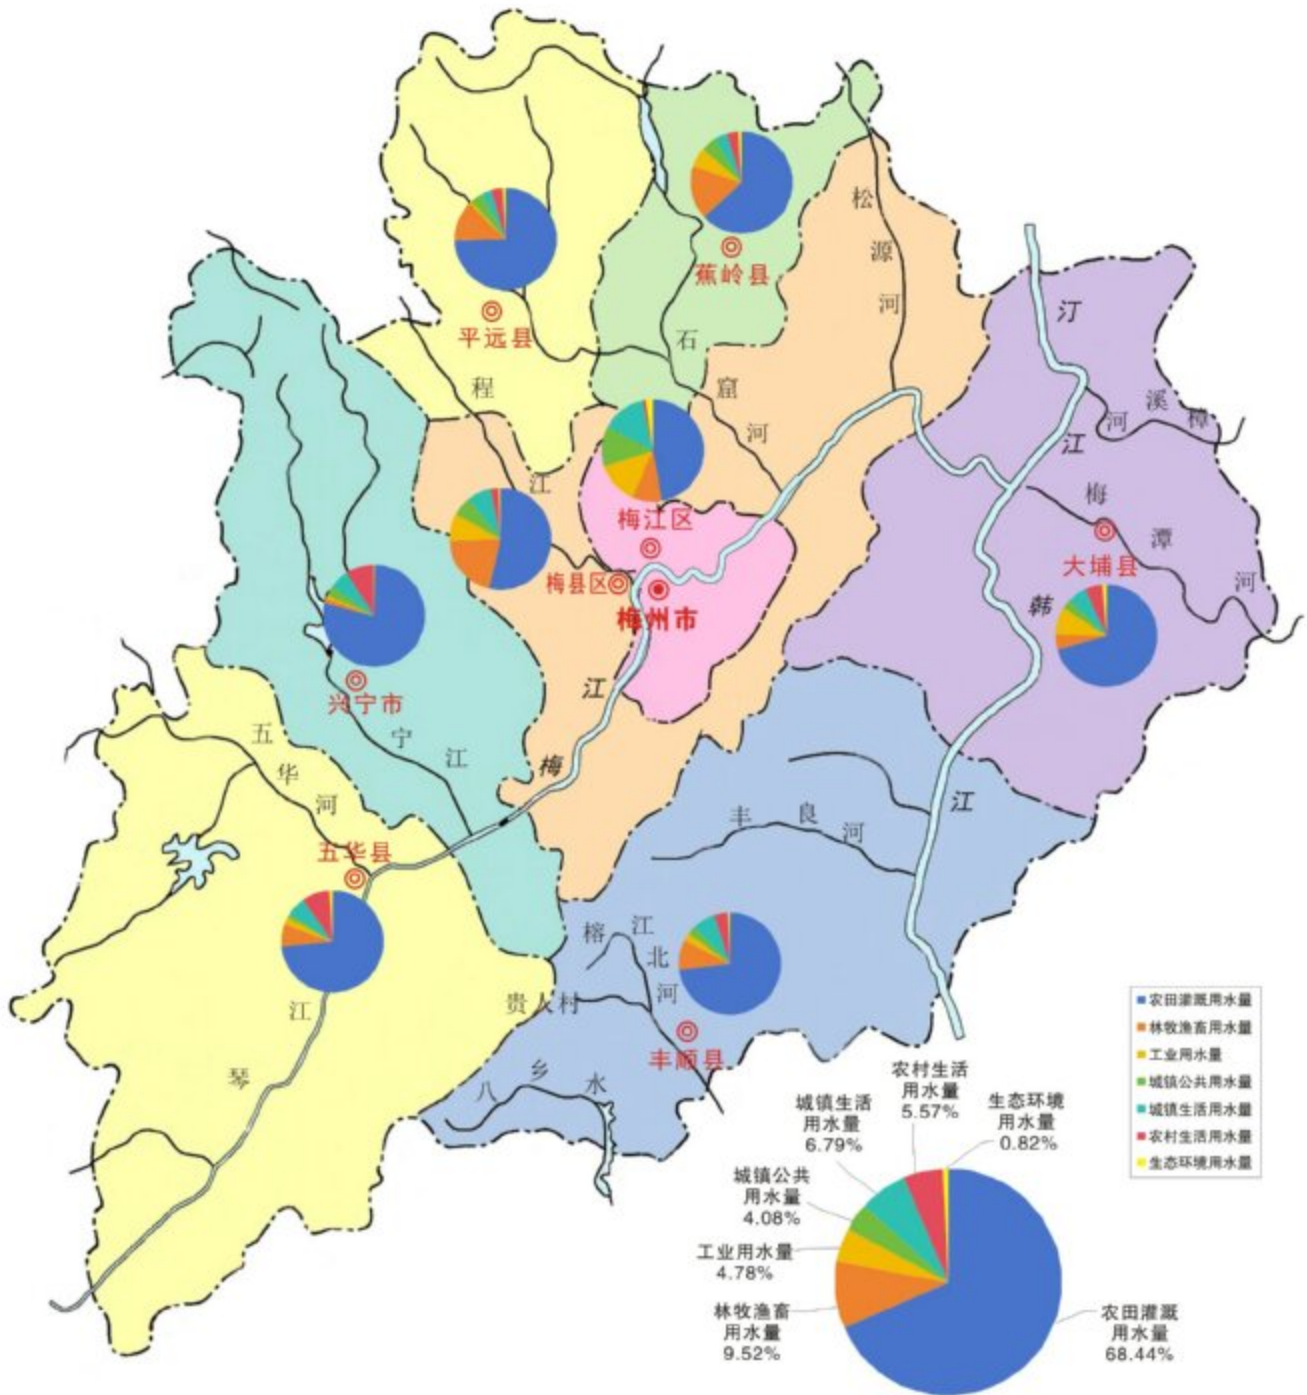 松
源
河
蕉岭县
汀
平远县
石
程
窟
河
溪
樟
河
江
江
梅
梅江区
潭
大埔县
河
梅县区
梅州市
韩
江
兴宁市
宁
江
五
华
河
梅
江
丰
良
河
五华县
榕
江
北
河
贵人村
江
琴
丰顺县
八
乡
水
农田灌溉用水量
林牧渔畜用水量
工业用水量
城镇公共用水量
城镇生活用水量
农村生活用水量
生态环境用水量
农村生活
用水量
5.57%
生态环境
用水量
0.82%
城镇生活
用水量
6.79%
城镇公共
用水量
4.08%
工业用水量
4.78%
林牧渔畜
用水量
9.52%
农田灌溉
用水量
68.44%